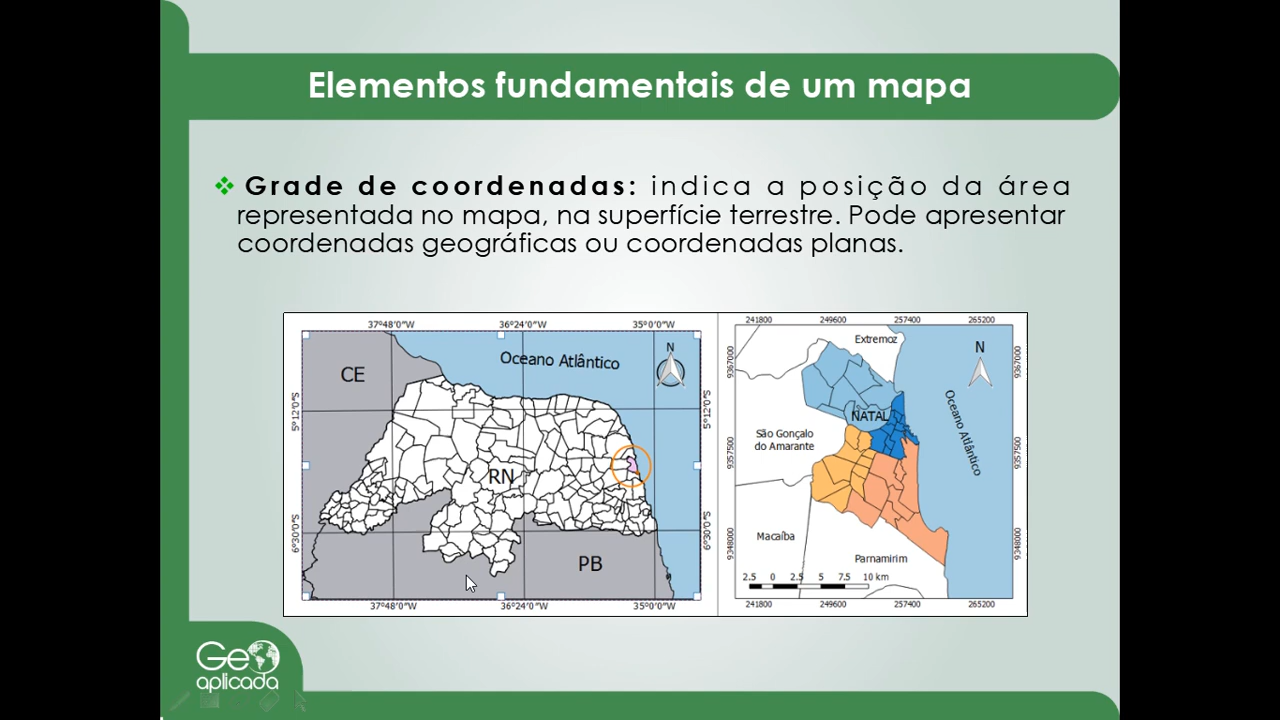 Elementos fundamentais de um mapa
Grade de coordenadas: indica a posição da área
representada no mapa, na superfície terrestre. Pode apresentar
coordenadas geográficas ou coordenadas planas.
37°48'0"W 36°24'0"W 35°0'0"W
N
Oceano Atlântico
CE
5°12'0"S 5°12'0"S
RN
6°30'0"S 6°30'0"S
PB
37°48'0"W 36°24'0"W 35°0'0"W
241800 249600 257400 265200
Extremoz
N
9367000 9367000
NATAL
Oceano Atlântico
São Gonçalo
do Amarante
9357500 9357500
Macaíba
9348000 9348000
Parnamirim
2.5 0 2.5 5 7.5 10 km
241800 249600 257400 265200
Geo
aplicada